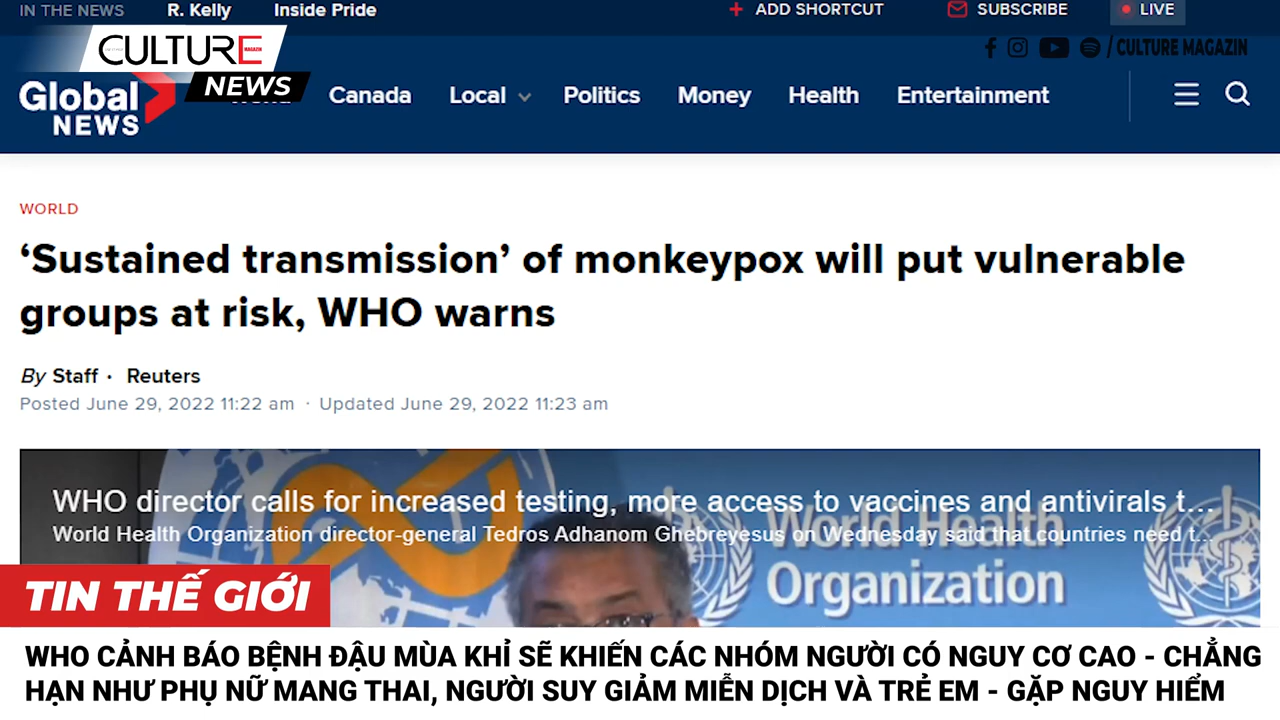 IN THE NEWS R. Kelly Inside Pride ADD SHORTCUT SUBSCRIBE LIVE
CULTURE
MAGAZIN
NEWS
/ CULTURE MAGAZIN
Global
NEWS
Canada Local Politics Money Health Entertainment
WORLD
‘Sustained transmission’ of monkeypox will put vulnerable
groups at risk, WHO warns
By Staff · Reuters
Posted June 29, 2022 11:22 am · Updated June 29, 2022 11:23 am
WHO director calls for increased testing, more access to vaccines and antivirals t...
World Health Organization director-general Tedros Adhanom Ghebreyesus on Wednesday said that countries need t...
World Health
Organization
TIN THẾ GIỚI
WHO CẢNH BÁO BỆNH ĐẬU MÙA KHỈ SẼ KHIẾN CÁC NHÓM NGƯỜI CÓ NGUY CƠ CAO - CHẲNG
HẠN NHƯ PHỤ NỮ MANG THAI, NGƯỜI SUY GIẢM MIỄN DỊCH VÀ TRẺ EM - GẶP NGUY HIỂM